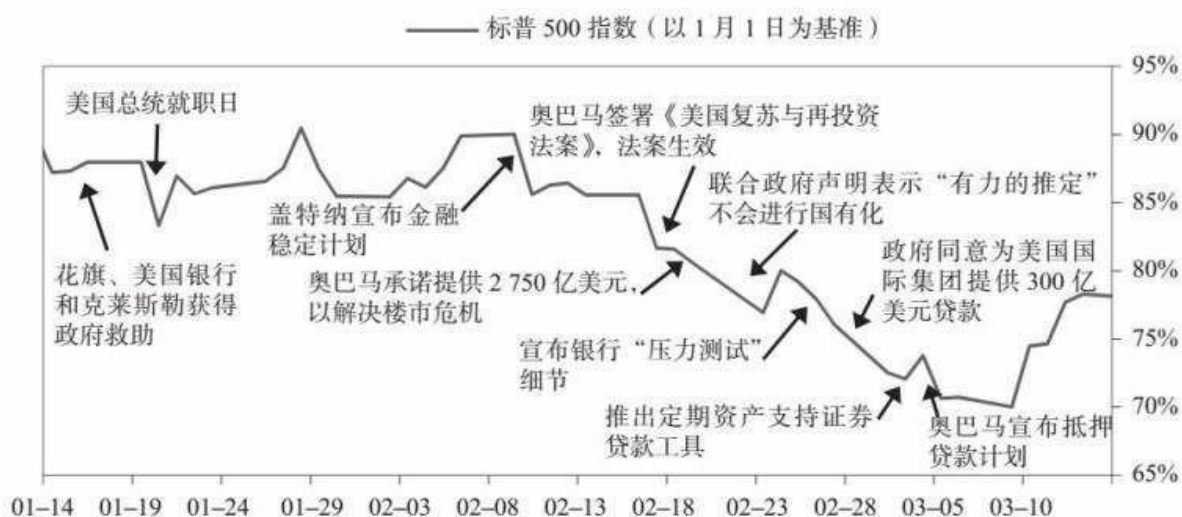 标普 500 指数（以 1 月 1 日为基准）
95%
美国总统就职日
奥巴马签署《美国复苏与再投资
法案》，法案生效
90%
联合政府声明表示“有力的推定”
不会进行国有化
85%
盖特纳宣布金融
稳定计划
花旗、美国银行
和克莱斯勒获得
政府救助
奥巴马承诺提供 2 750 亿美元，
以解决楼市危机
政府同意为美国国
际集团提供 300 亿
美元贷款
80%
宣布银行“压力测试”
细节
75%
推出定期资产支持证券
贷款工具
奥巴马宣布抵押
贷款计划
70%
65%
01–14 01–19 01–24 01–29 02–03 02–08 02–13 02–18 02–23 02–28 03–05 03–10